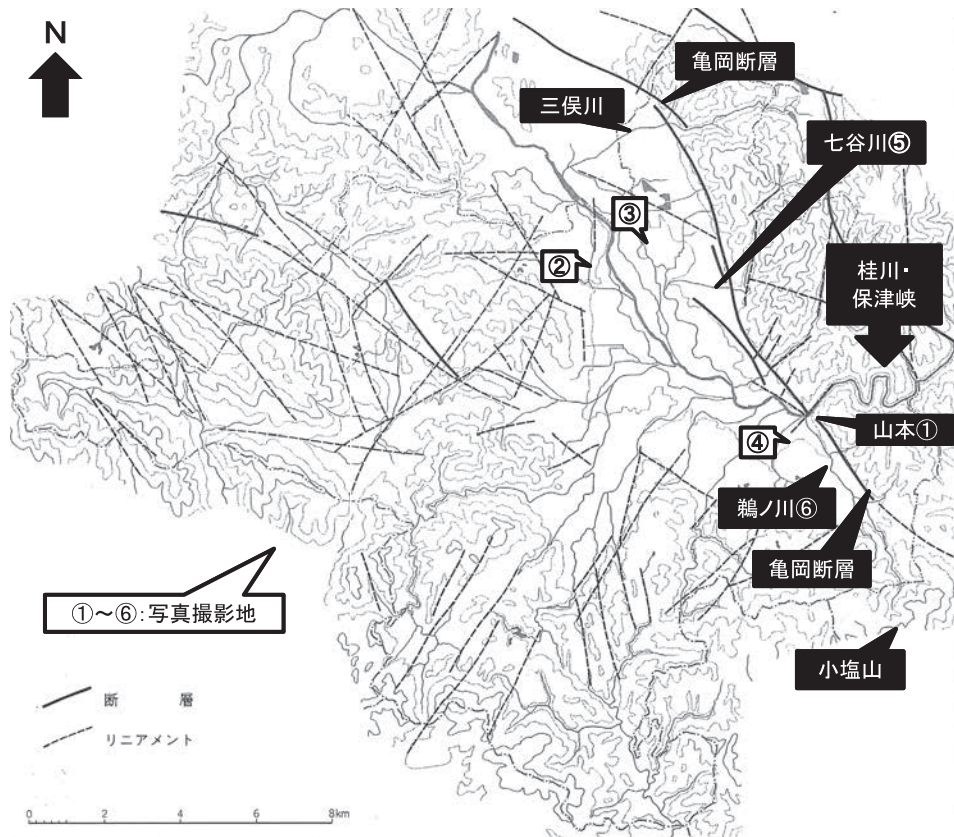 N
亀岡断層
三俣川
七谷川⑤
③
②
桂川・
保津峡
山本①
④
鵜ノ川⑥
亀岡断層
①～⑥:写真撮影地
小塩山
断 層
リニアメント
0 2 4 6 8km